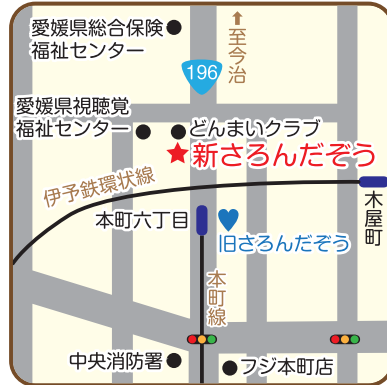 愛媛県総合保険
福祉センター
↑至今治
196
愛媛県視聴覚
福祉センター
どんまいクラブ
★新さろんだぞう
伊予鉄環状線
木屋町
本町六丁目
旧さろんだぞう
本町線
中央消防署
フジ本町店